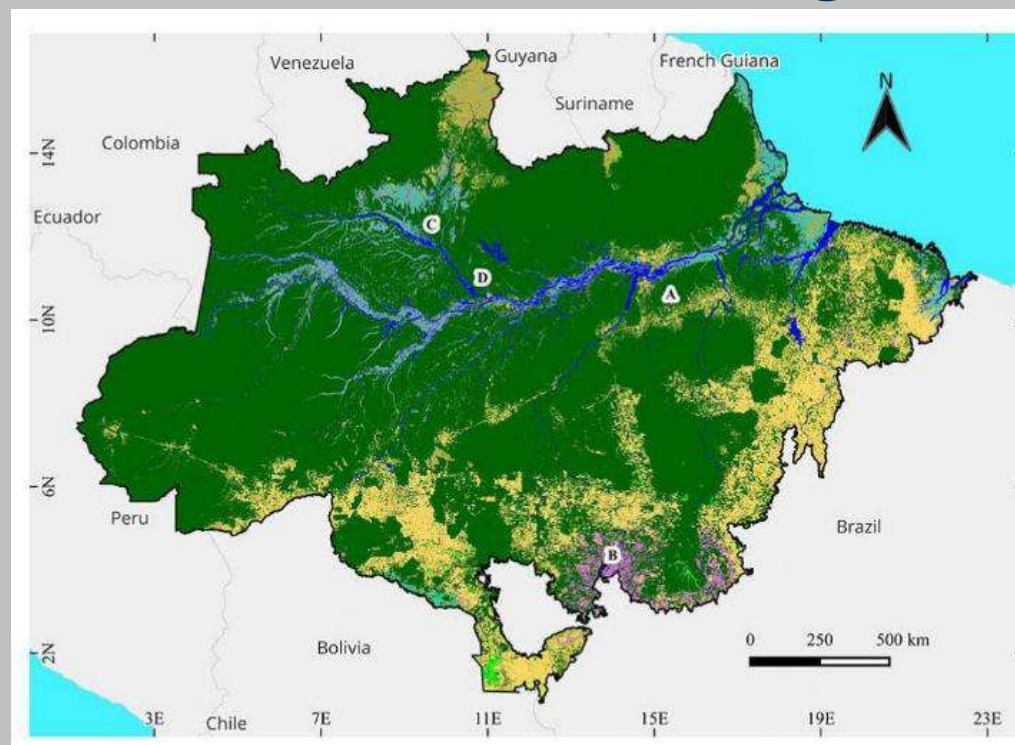 Venezuela
Guyana
French Guiana
Suriname
N
Colombia
14N
Ecuador
C
D
A
10N
6N
Peru
Brazil
B
0 250 500 km
2N
Bolivia
3E 7E 11E 15E 19E 23E
Chile